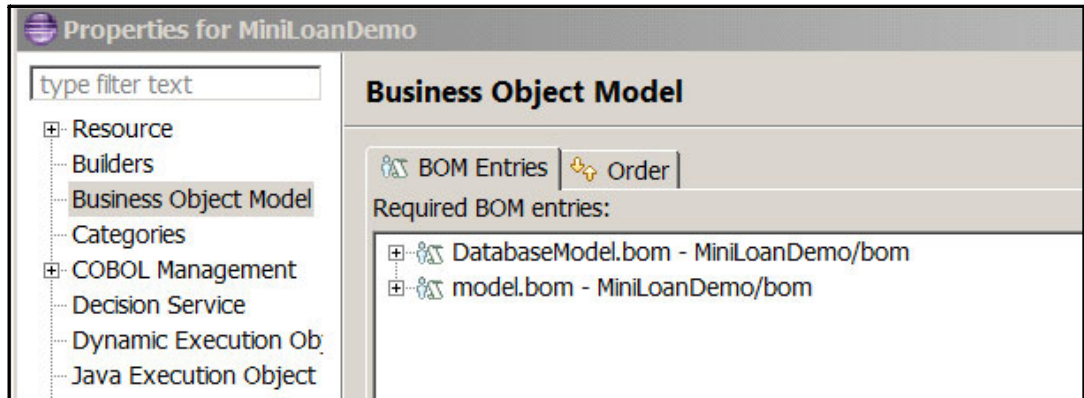 Properties for MiniLoanDemo
type filter text
Resource
Builders
Business Object Model
Categories
COBOL Management
Decision Service
Dynamic Execution Ob
Java Execution Object
Business Object Model
BOM Entries
Order
Required BOM entries:
DatabaseModel.bom - MiniLoanDemo/bom
model.bom - MiniLoanDemo/bom